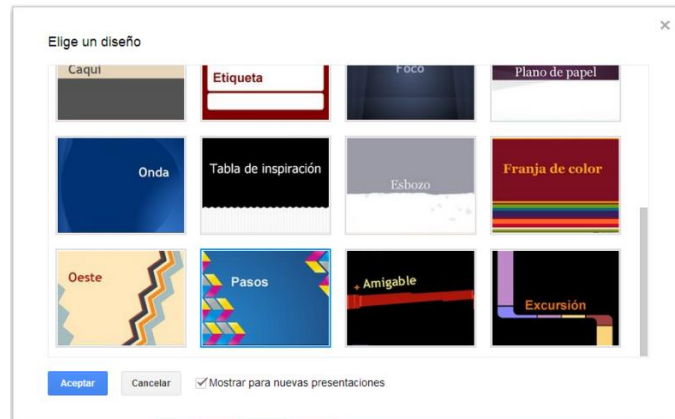 Elige un diseño
Caqui
Etiqueta
Foco
Plano de papel
Onda
Tabla de inspiración
Esbozo
Franja de color
Oeste
Pasos
Amigable
Excursión
Aceptar
Cancelar
Mostrar para nuevas presentaciones